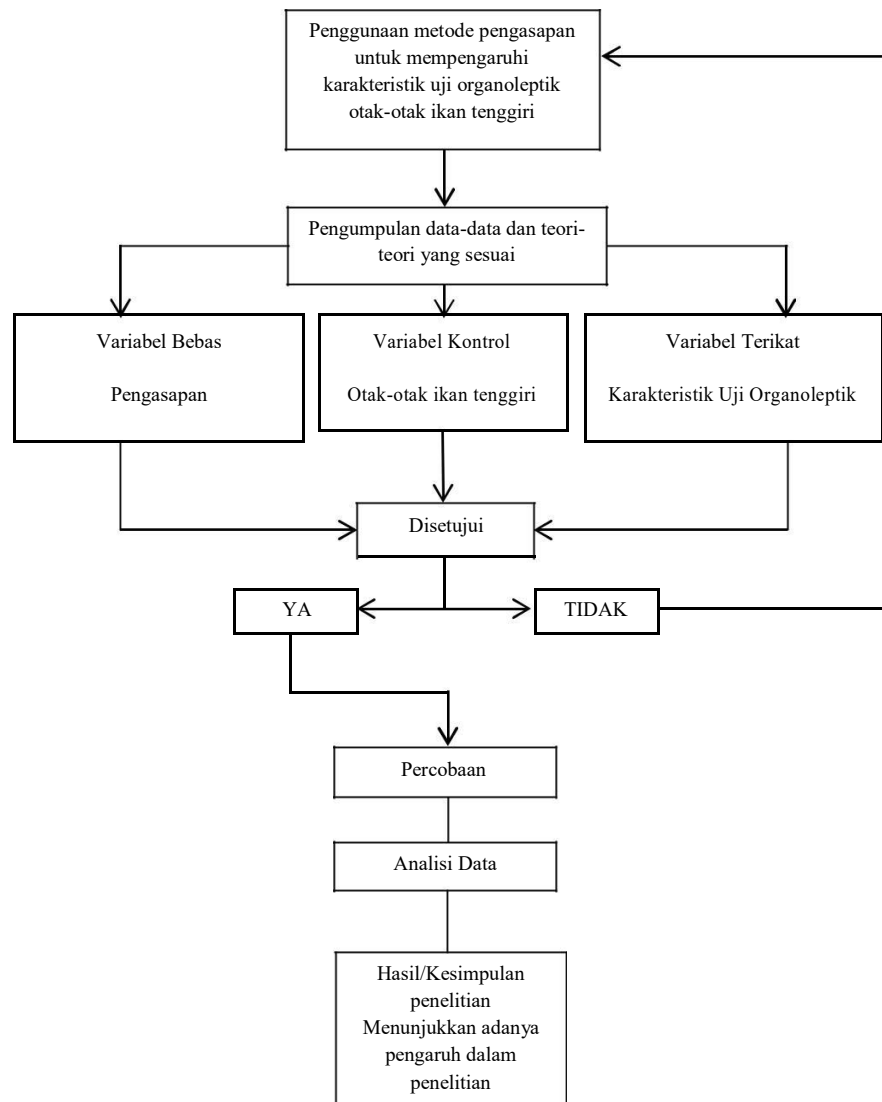 Penggunaan metode pengasapan
untuk mempengaruhi
karakteristik uji organoleptik
otak-otak ikan tenggiri
Pengumpulan data-data dan teori-
teori yang sesuai
Variabel Bebas
Pengasapan
Variabel Kontrol
Otak-otak ikan tenggiri
Variabel Terikat
Karakteristik Uji Organoleptik
Disetujui
YA
TIDAK
Percobaan
Analisi Data
Hasil/Kesimpulan
penelitian
Menunjukkan adanya
pengaruh dalam
penelitian